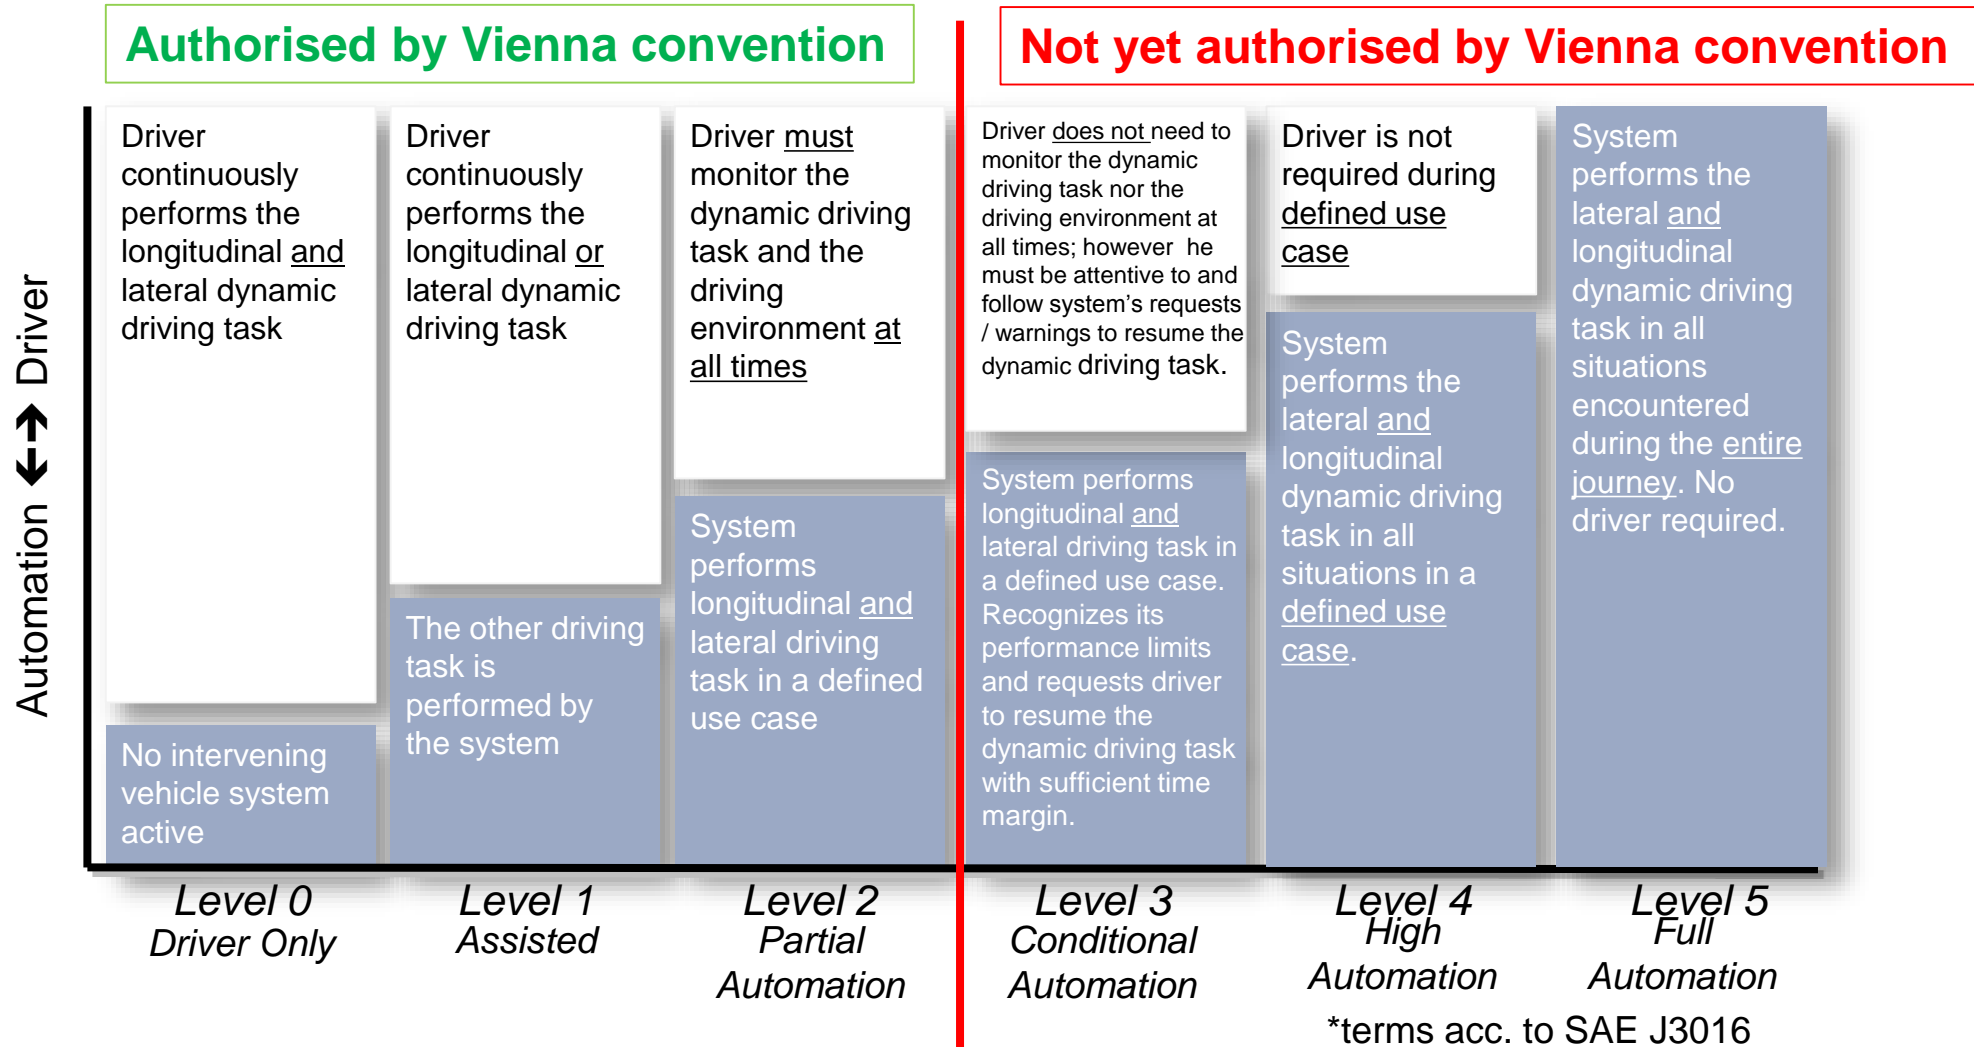 Authorised by Vienna convention
Not yet authorised by Vienna convention
Automation ←→ Driver
Driver
continuously
performs the
longitudinal and
lateral dynamic
driving task
No intervening
vehicle system
active
Level 0
Driver Only
Driver
continuously
performs the
longitudinal or
lateral dynamic
driving task
The other driving
task is
performed by
the system
Level 1
Assisted
Driver must
monitor the
dynamic driving
task and the
driving
environment at
all times
System
performs
longitudinal and
lateral driving
task in a defined
use case
Level 2
Partial
Automation
Driver does not need to
monitor the dynamic
driving task nor the
driving environment at
all times; however he
must be attentive to and
follow system’s requests
/ warnings to resume the
dynamic driving task.
System performs
longitudinal and
lateral driving task in
a defined use case.
Recognizes its
performance limits
and requests driver
to resume the
dynamic driving task
with sufficient time
margin.
Level 3
Conditional
Automation
Driver is not
required during
defined use
case
System
performs the
lateral and
longitudinal
dynamic driving
task in all
situations in a
defined use
case.
Level 4
High
Automation
System
performs the
lateral and
longitudinal
dynamic driving
task in all
situations
encountered
during the entire
journey. No
driver required.
Level 5
Full
Automation
*terms acc. to SAE J3016